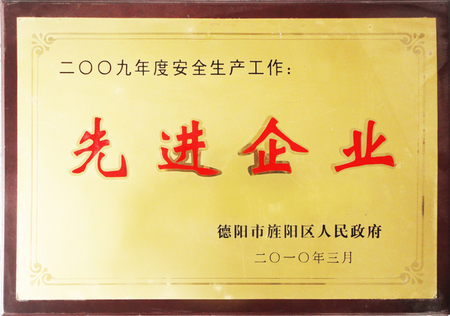 二〇〇九年度安全生产工作:
先进企业
德阳市旌阳区人民政府
二〇一〇年三月